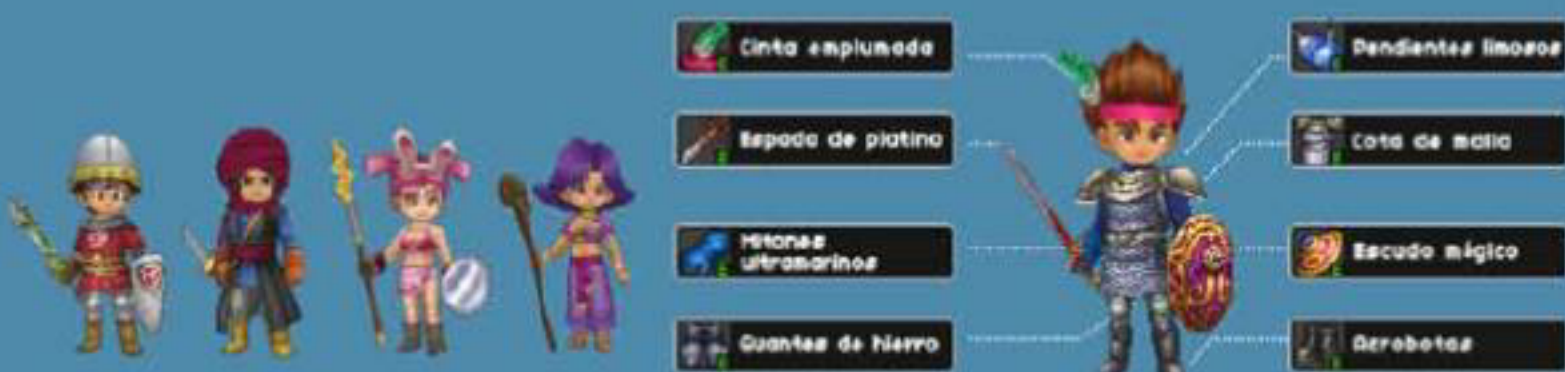 Cinta emplumada
Espada de platino
Mitones
ultramarinos
Guantes de hierro
Pendientes limosos
Cota de malla
Escudo mágico
Acrobotas